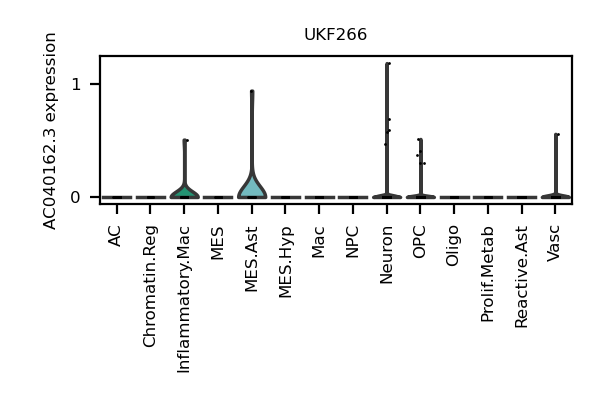 UKF266
AC040162.3 expression
1
0
AC
Chromatin.Reg
Inflammatory.Mac
MES
MES.Ast
MES.Hyp
Mac
NPC
Neuron
OPC
Oligo
Prolif.Metab
Reactive.Ast
Vasc